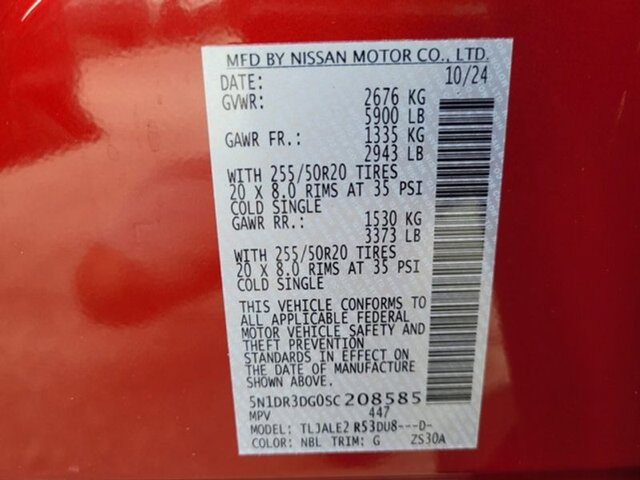 MFD BY NISSAN MOTOR CO., LTD.
DATE: 10/24
GVWR: 2676 KG
5900 LB
GAWR FR.: 1335 KG
2943 LB
WITH 255/50R20 TIRES
20 X 8.0 RIMS AT 35 PSI
COLD SINGLE
GAWR RR.: 1530 KG
3373 LB
WITH 255/50R20 TIRES
20 X 8.0 RIMS AT 35 PSI
COLD SINGLE
THIS VEHICLE CONFORMS TO
ALL APPLICABLE FEDERAL
MOTOR VEHICLE SAFETY AND
THEFT PREVENTION
STANDARDS IN EFFECT ON
THE DATE OF MANUFACTURE
SHOWN ABOVE.
5N1DR3DG0SC208585
MPV 447
MODEL: TLJALE2 R53DU8---D-
COLOR: NBL TRIM: G ZS30A